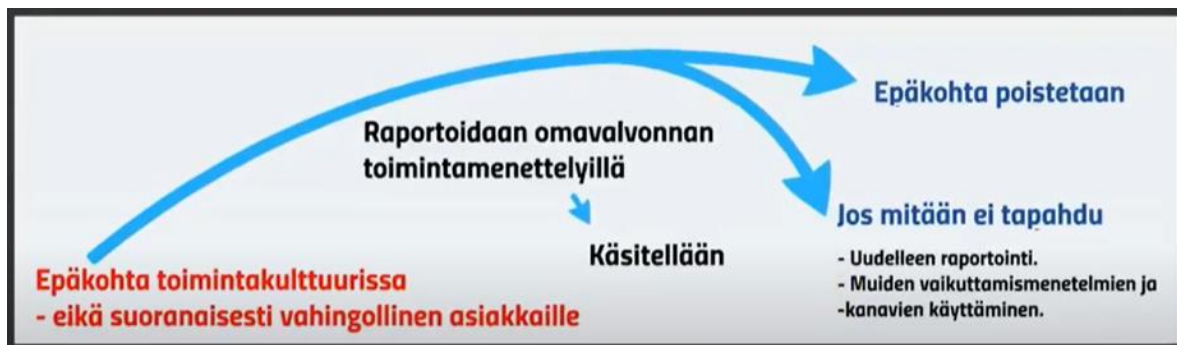 Epäkohta poistetaan
Raportoidaan omavalvonnan
toimintamenettelyillä
Käsitellään
Jos mitään ei tapahdu
- Uudelleen raportointi.
- Muiden vaikuttamismenetelmien ja
-kanavien käyttäminen.
Epäkohta toimintakulttuurissa
- eikä suoranaisesti vahingollinen asiakkaille